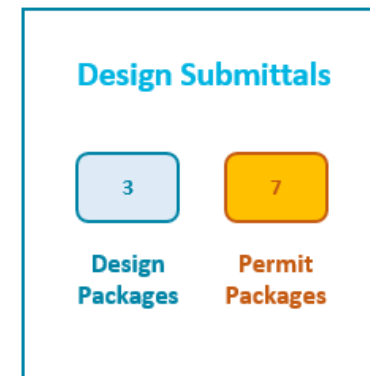 Design Submittals
3
7
Design
Packages
Permit
Packages